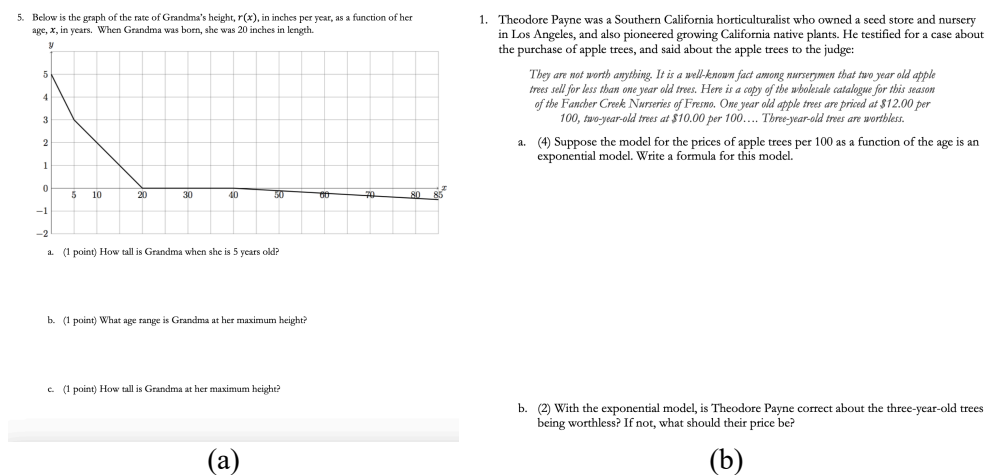 5. Below is the graph of the rate of Grandma's height, r(x), in inches per year, as a function of her
age, x, in years. When Grandma was born, she was 20 inches in length.
y
5
4
3
2
1
0
−1
−2
5 10 20 30 40 50 60 70 80 85
x
a. (1 point) How tall is Grandma when she is 5 years old?
b. (1 point) What age range is Grandma at her maximum height?
c. (1 point) How tall is Grandma at her maximum height?
(a)
1. Theodore Payne was a Southern California horticulturalist who owned a seed store and nursery
in Los Angeles, and also pioneered growing California native plants. He testified for a case about
the purchase of apple trees, and said about the apple trees to the judge:
They are not worth anything. It is a well-known fact among nurserymen that two year old apple
trees sell for less than one year old trees. Here is a copy of the wholesale catalogue for this season
of the Fancher Creek Nurseries of Fresno. One year old apple trees are priced at $12.00 per
100, two-year-old trees at $10.00 per 100…. Three-year-old trees are worthless.
a. (4) Suppose the model for the prices of apple trees per 100 as a function of the age is an
exponential model. Write a formula for this model.
b. (2) With the exponential model, is Theodore Payne correct about the three-year-old trees
being worthless? If not, what should their price be?
(b)